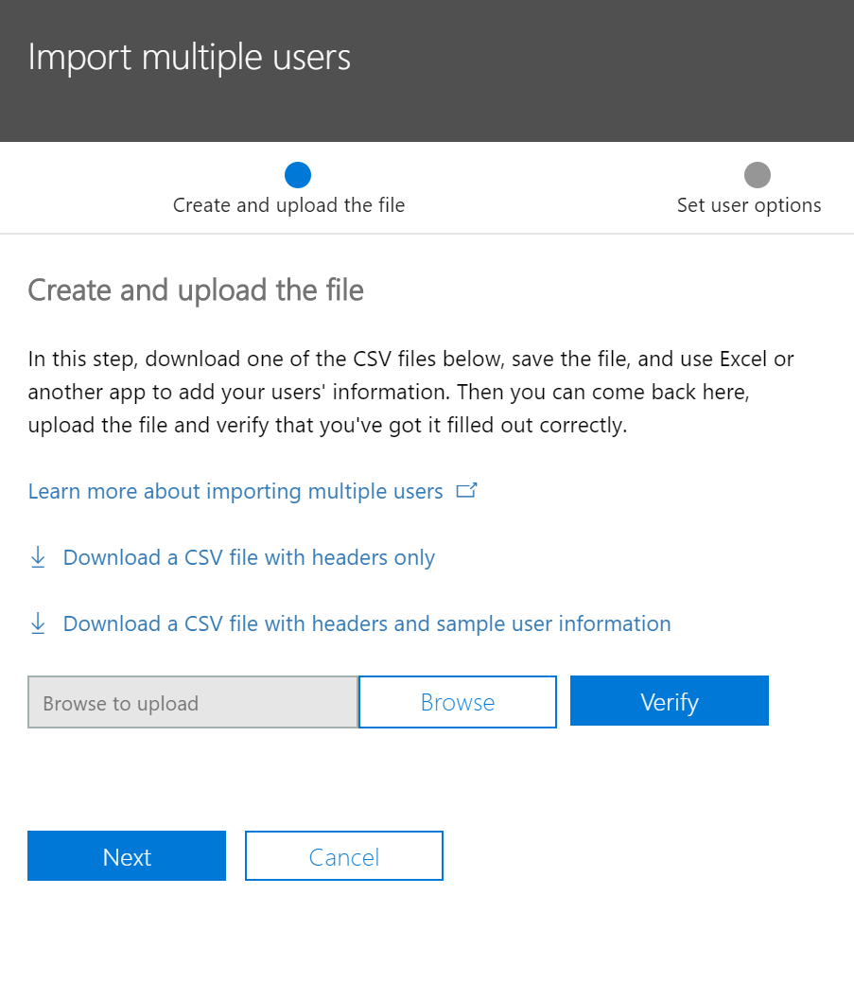 Import multiple users
Create and upload the file
Set user options
Create and upload the file
In this step, download one of the CSV files below, save the file, and use Excel or
another app to add your users' information. Then you can come back here,
upload the file and verify that you've got it filled out correctly.
Learn more about importing multiple users
Download a CSV file with headers only
Download a CSV file with headers and sample user information
Browse to upload
Browse
Verify
Next
Cancel